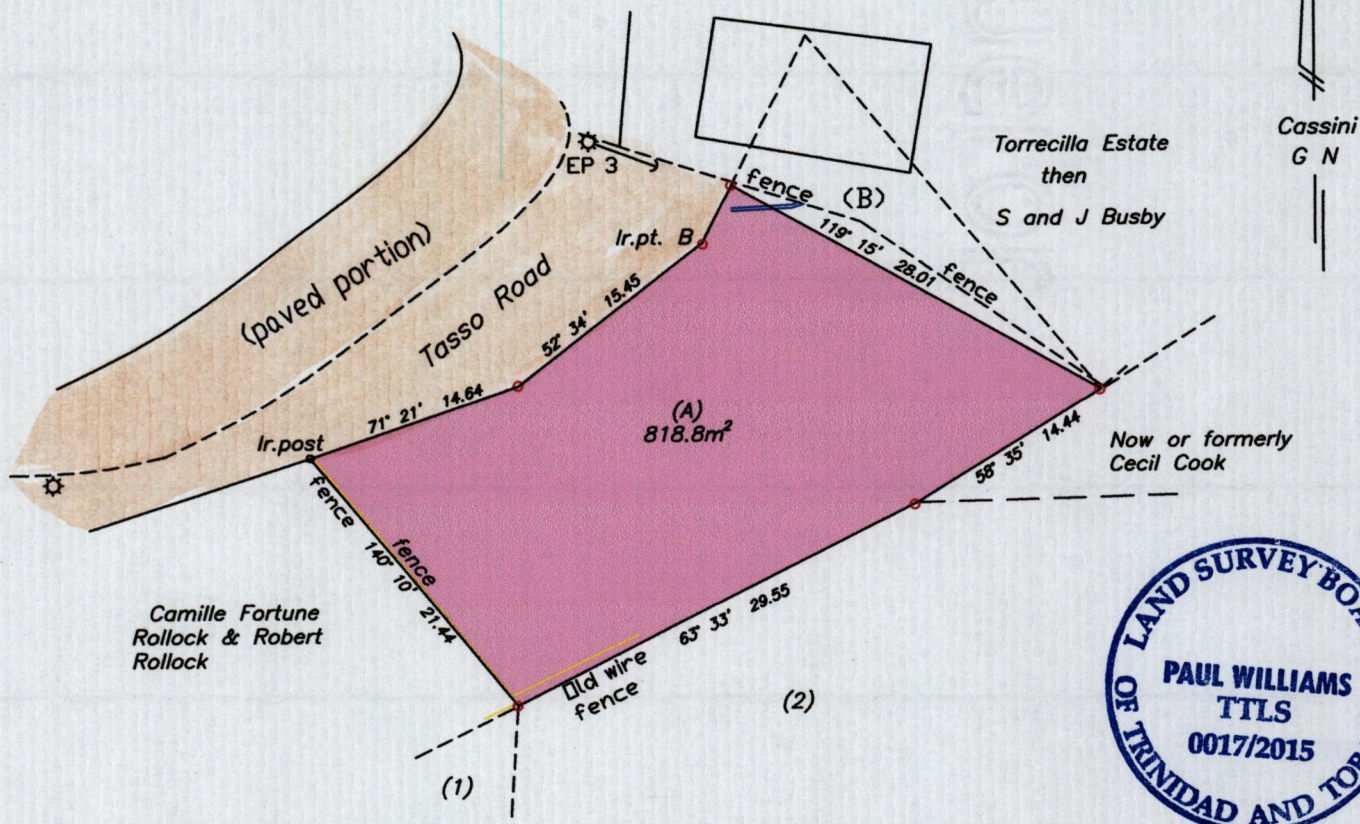 Cassini
G N
Torrecilla Estate
then
S and J Busby
EP 3
fence
(B)
119° 15' 28.01
fence
Ir.pt. B
(paved portion)
Tasso Road
52° 34' 15.45
71° 21' 14.64
Ir.post
(A)
818.8m²
58° 35' 14.44
Now or formerly
Cecil Cook
fence
fence
140° 10' 21.44
63° 33' 29.55
Old wire
fence
Camille Fortune
Rollock & Robert
Rollock
(1)
(2)
LAND SURVEY BOA
OF TRINIDAD AND TOB
PAUL WILLIAMS
TTLS
0017/2015